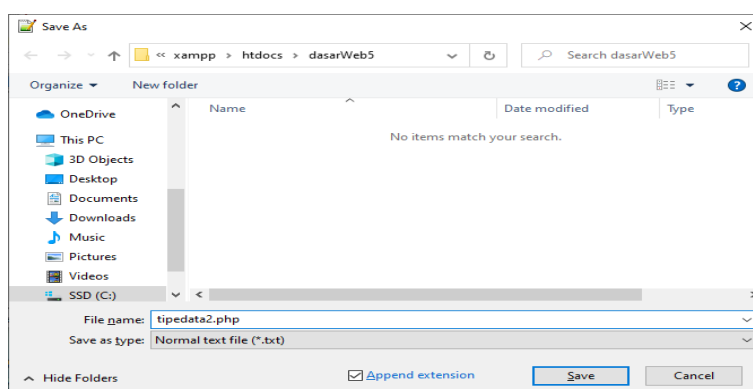 Save As
« xampp › htdocs › dasarWeb5
Search dasarWeb5
Organize
New folder
?
Name
Date modified
Type
OneDrive
No items match your search.
This PC
3D Objects
Desktop
Documents
Downloads
Music
Pictures
Videos
SSD (C:)
File name: tipedata2.php
Save as type: Normal text file (*.txt)
Hide Folders
Append extension
Save
Cancel